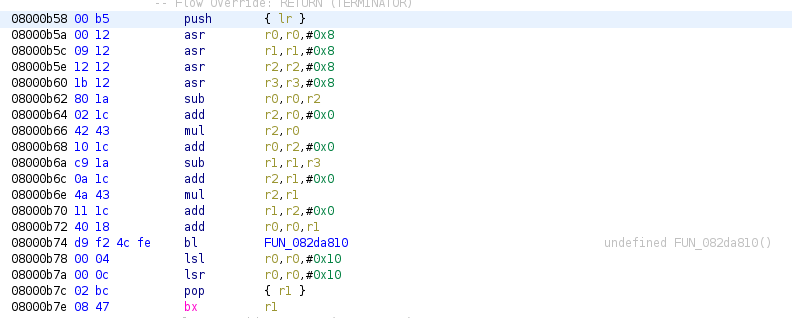 -- Flow Override: RETURN (TERMINATOR)
08000b58 00 b5 push { lr }
08000b5a 00 12 asr r0,r0,#0x8
08000b5c 09 12 asr r1,r1,#0x8
08000b5e 12 12 asr r2,r2,#0x8
08000b60 1b 12 asr r3,r3,#0x8
08000b62 80 1a sub r0,r0,r2
08000b64 02 1c add r2,r0,#0x0
08000b66 42 43 mul r2,r0
08000b68 10 1c add r0,r2,#0x0
08000b6a c9 1a sub r1,r1,r3
08000b6c 0a 1c add r2,r1,#0x0
08000b6e 4a 43 mul r2,r1
08000b70 11 1c add r1,r2,#0x0
08000b72 40 18 add r0,r0,r1
08000b74 d9 f2 4c fe bl FUN_082da810 undefined FUN_082da810()
08000b78 00 04 lsl r0,r0,#0x10
08000b7a 00 0c lsr r0,r0,#0x10
08000b7c 02 bc pop { r1 }
08000b7e 08 47 bx r1